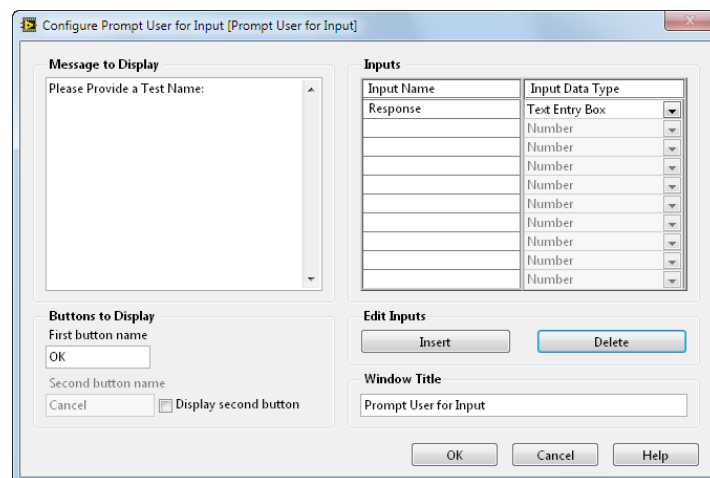 Configure Prompt User for Input [Prompt User for Input]
Message to Display
Please Provide a Test Name:
Inputs
Input Name Input Data Type
Response Text Entry Box
Number
Number
Number
Number
Number
Number
Number
Number
Number
Buttons to Display
First button name
OK
Second button name
Cancel Display second button
Edit Inputs
Insert Delete
Window Title
Prompt User for Input
OK Cancel Help